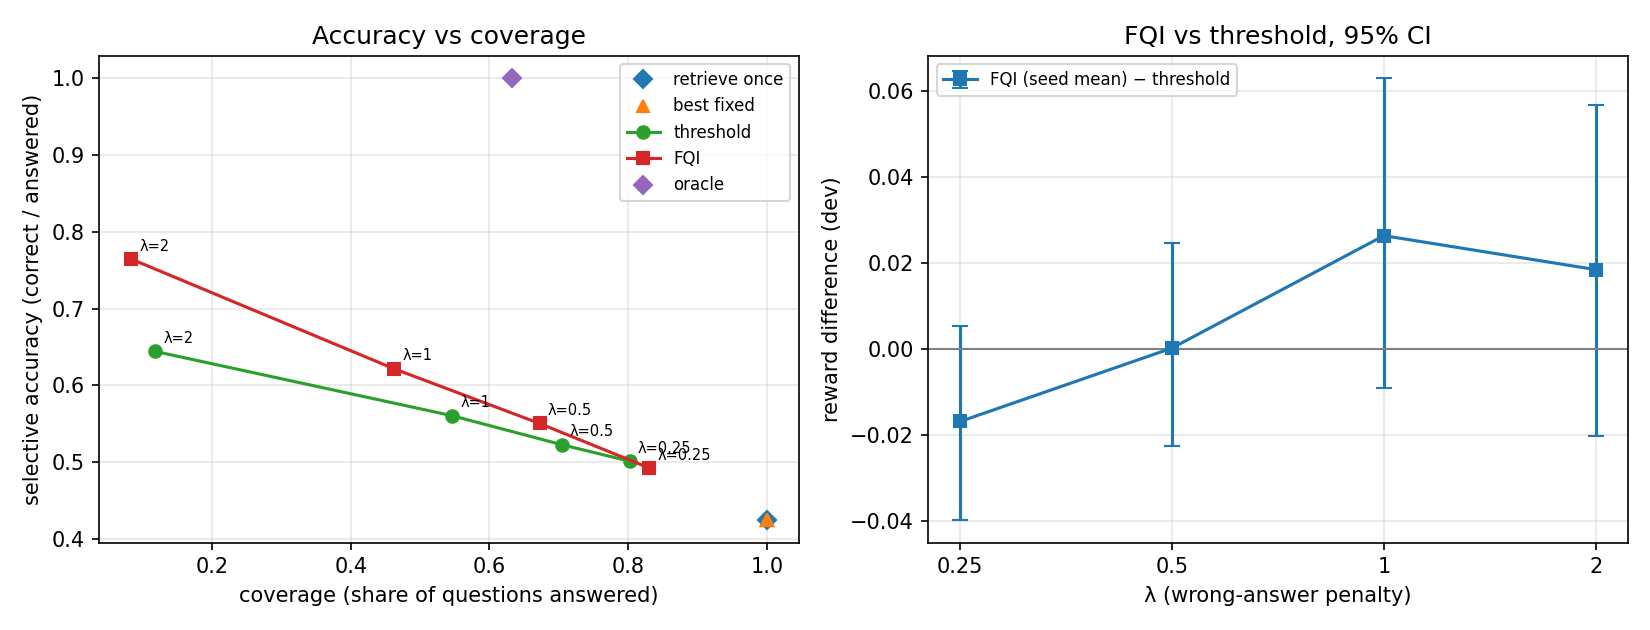 Accuracy vs coverage
selective accuracy (correct / answered)
1.0
0.9
0.8
0.7
0.6
0.5
0.4
retrieve once
best fixed
threshold
FQI
oracle
λ=2
λ=2
λ=1
λ=1
λ=0.5
λ=0.5
λ=0.25
λ=0.25
0.2
0.4
0.6
0.8
1.0
coverage (share of questions answered)
FQI vs threshold, 95% CI
FQI (seed mean) − threshold
reward difference (dev)
0.06
0.04
0.02
0.00
−0.02
−0.04
0.25
0.5
1
2
λ (wrong-answer penalty)